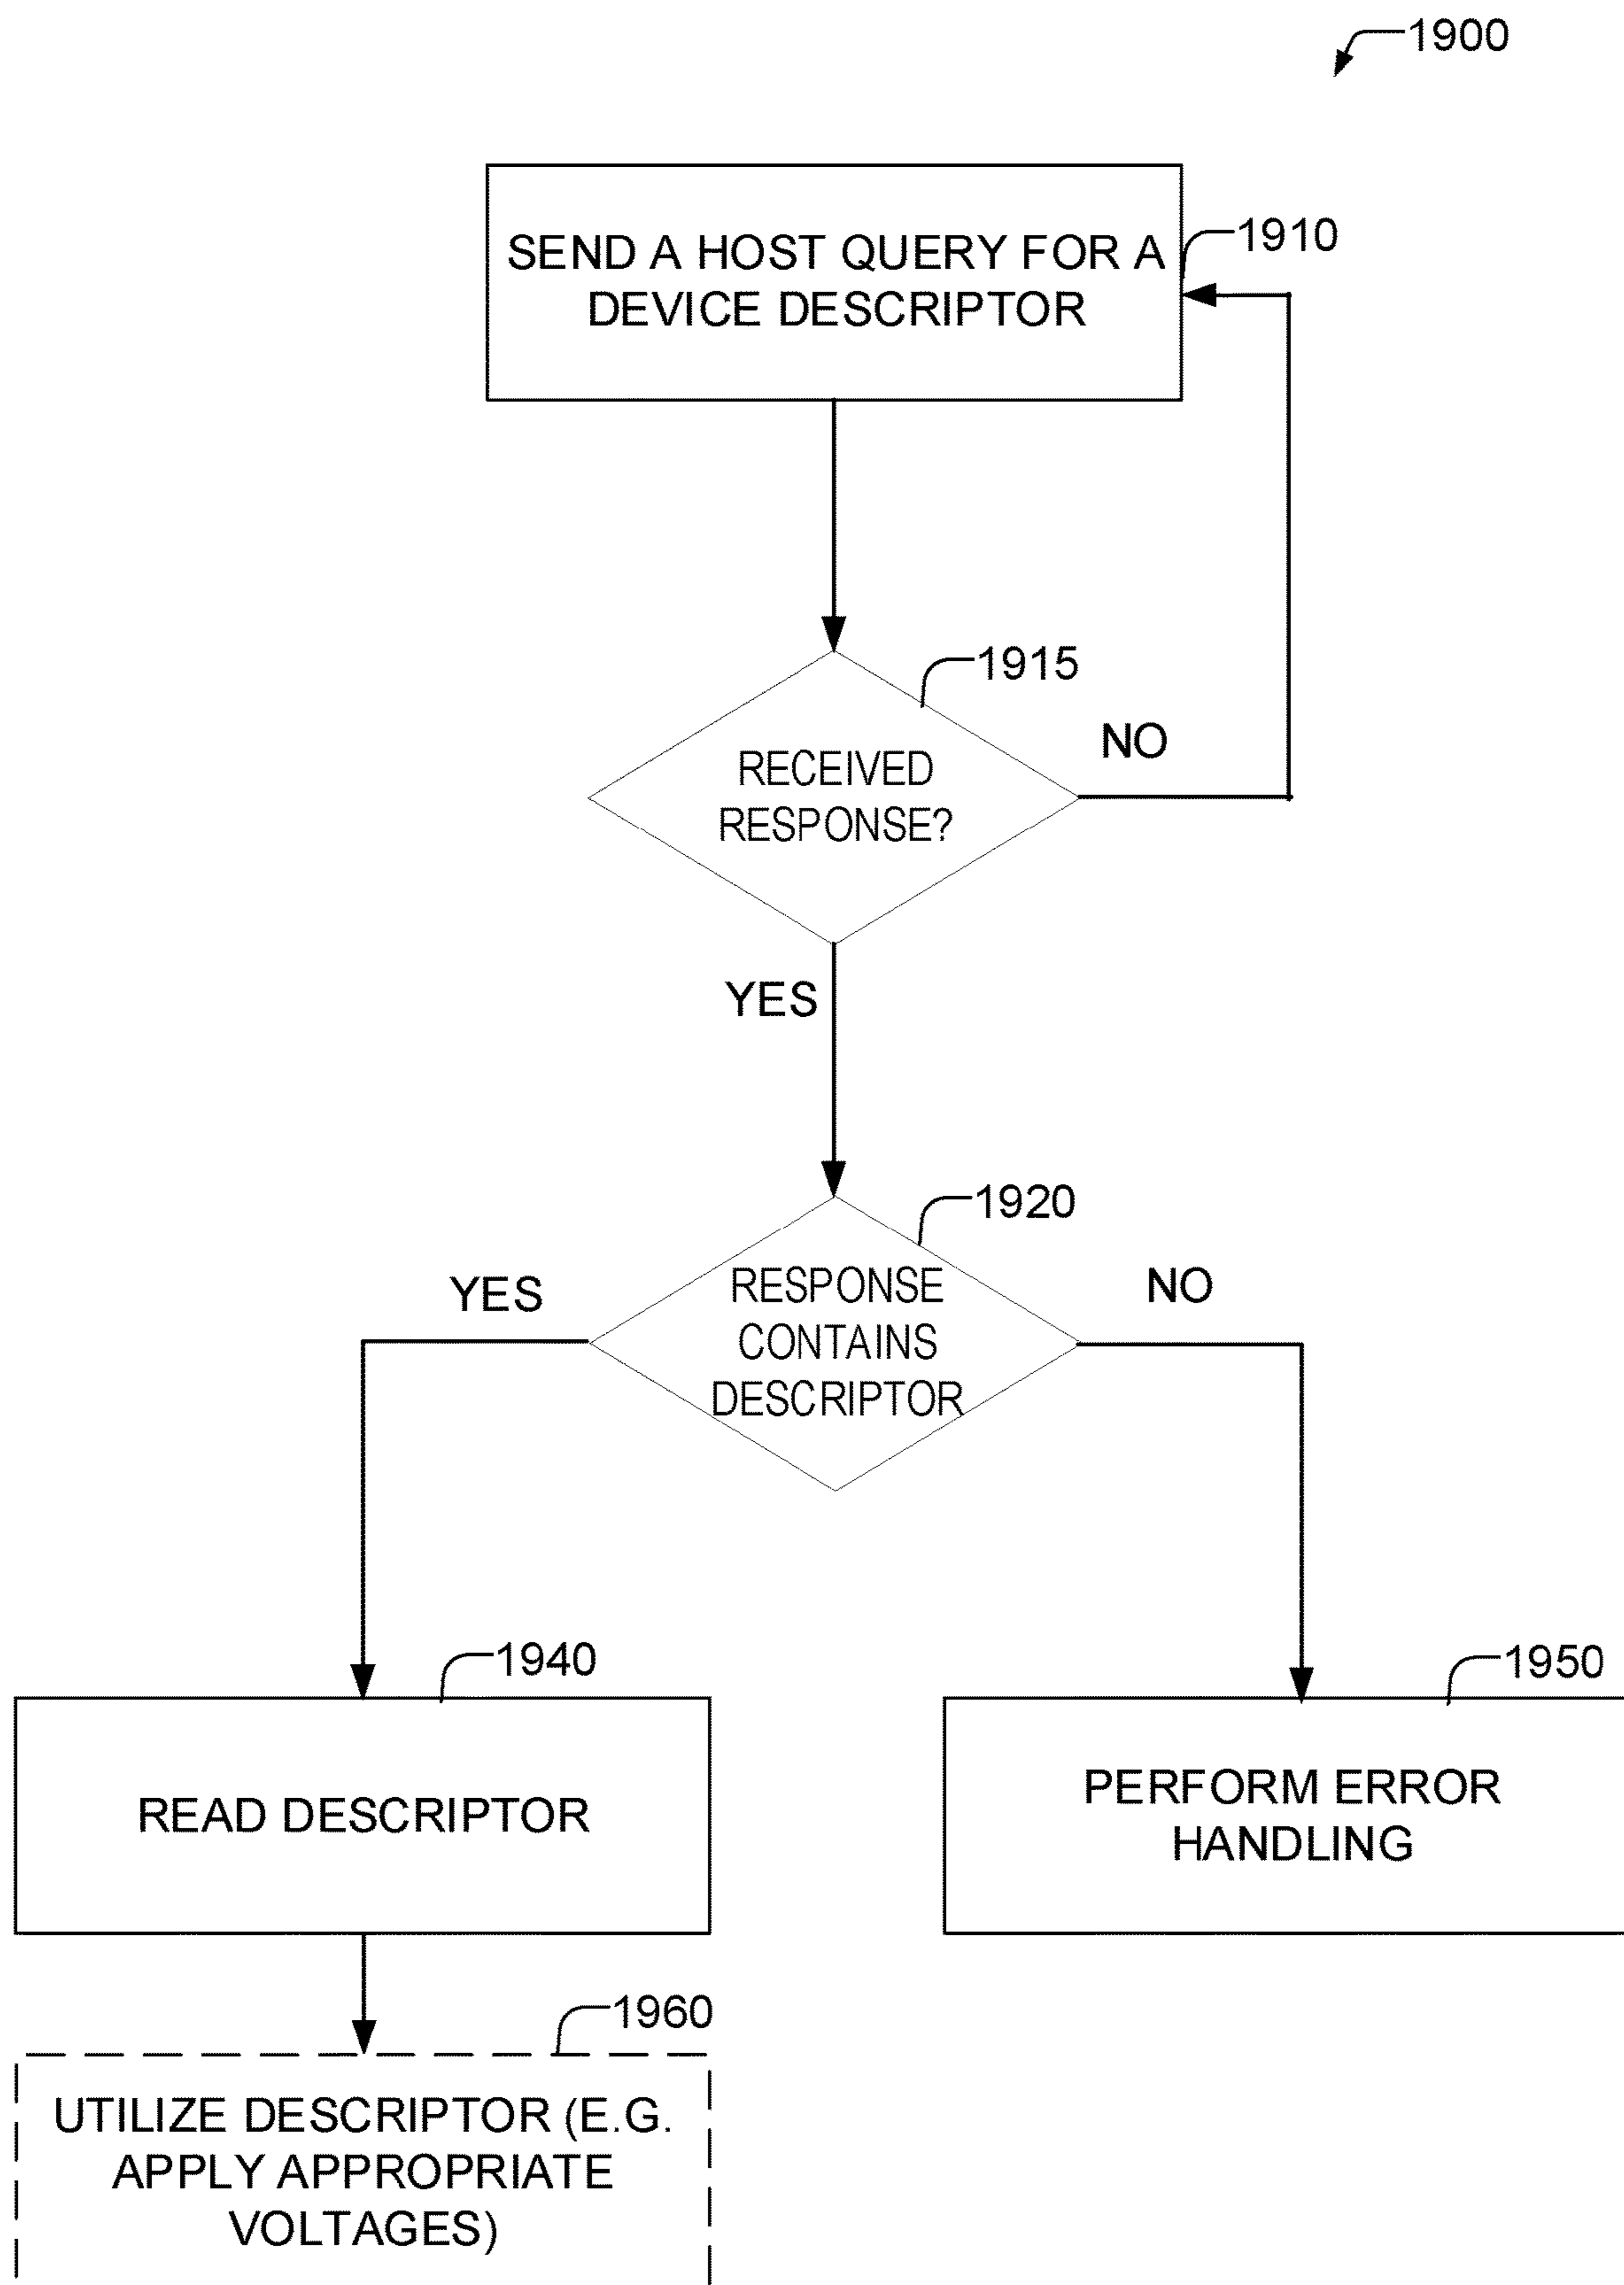 1900
SEND A HOST QUERY FOR A
DEVICE DESCRIPTOR
1910
1915
RECEIVED
RESPONSE?
NO
YES
1920
RESPONSE
CONTAINS
DESCRIPTOR
YES
NO
1940
READ DESCRIPTOR
1950
PERFORM ERROR
HANDLING
1960
UTILIZE DESCRIPTOR (E.G.
APPLY APPROPRIATE
VOLTAGES)